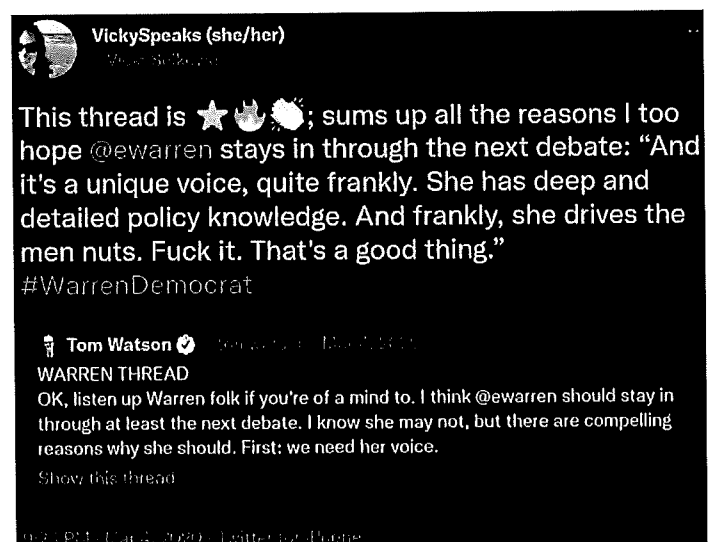 VickySpeaks (she/her)
This thread is ⭐🔥👏; sums up all the reasons I too
hope @ewarren stays in through the next debate: “And
it's a unique voice, quite frankly. She has deep and
detailed policy knowledge. And frankly, she drives the
men nuts. Fuck it. That's a good thing.”
#WarrenDemocrat
Tom Watson
WARREN THREAD
OK, listen up Warren folk if you're of a mind to. I think @ewarren should stay in
through at least the next debate. I know she may not, but there are compelling
reasons why she should. First: we need her voice.
Show this thread
2020 Twitter for iPhone